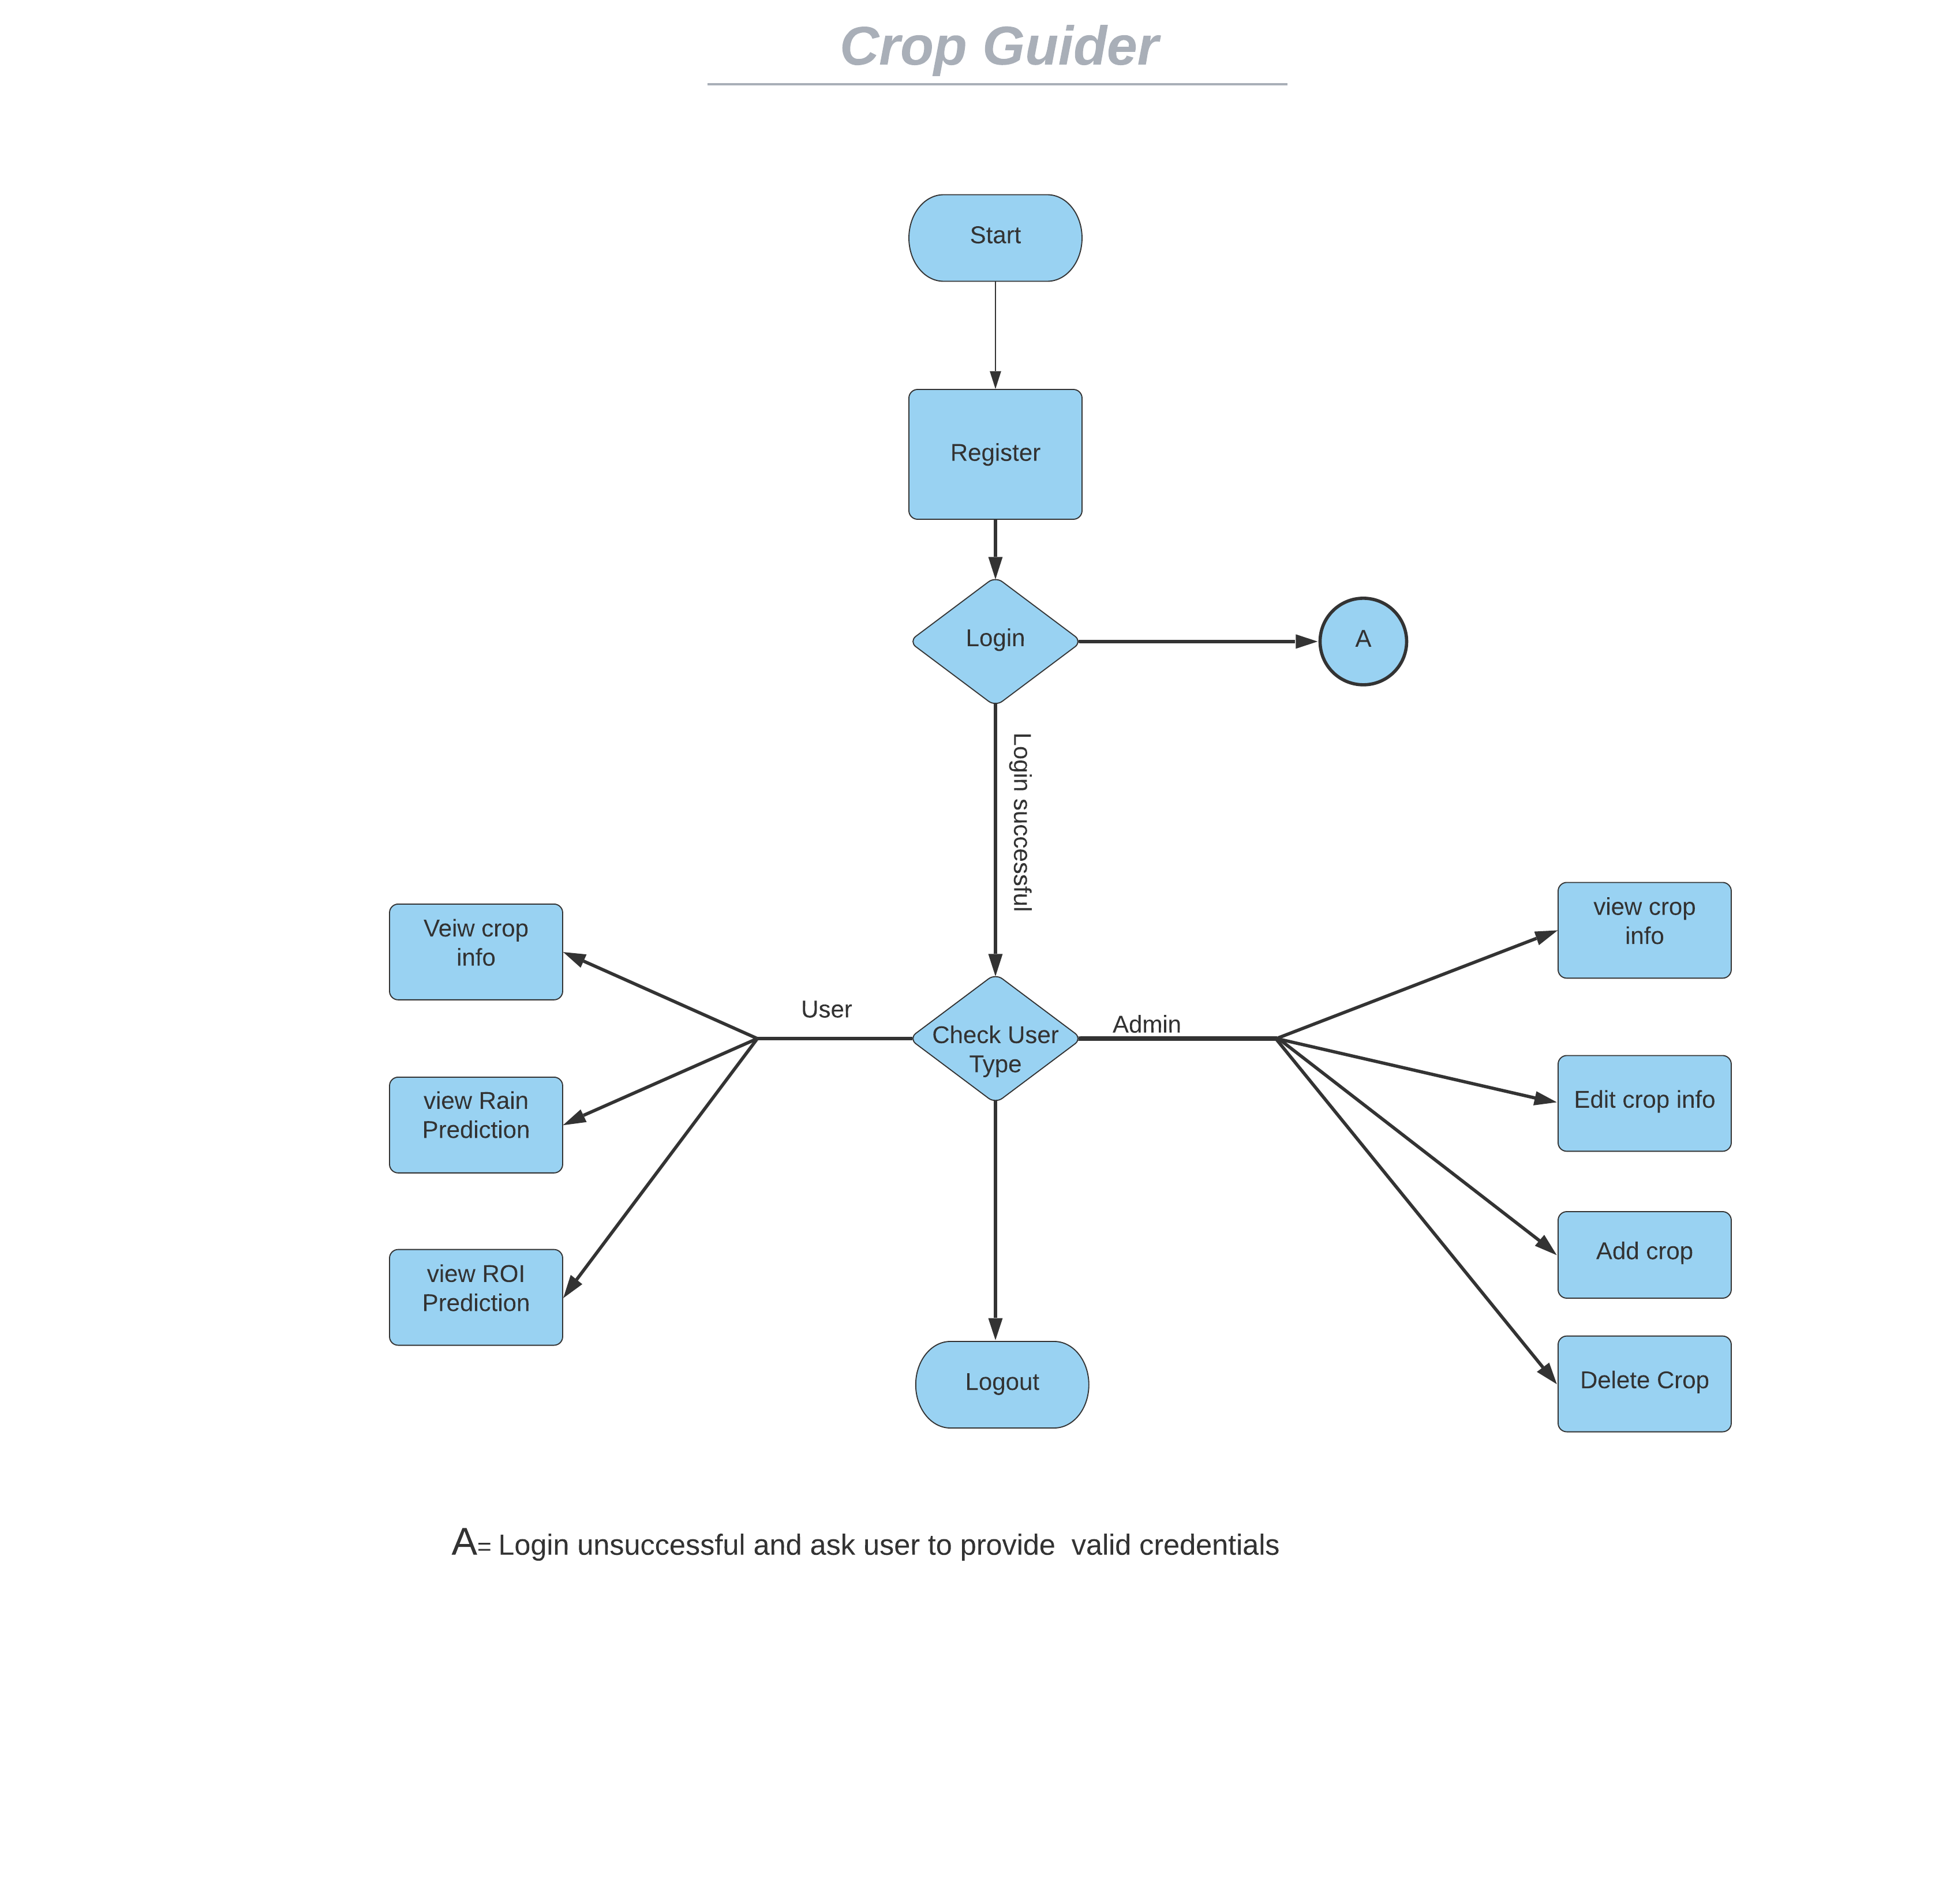 Crop Guider
Start
Register
Login
A
Login successfull
Veiw crop
info
view Rain
Prediction
view ROI
Prediction
User
Check User
Type
Admin
view crop
info
Edit crop info
Add crop
Delete Crop
Logout
A= Login unsuccessful and ask user to provide  valid credentials